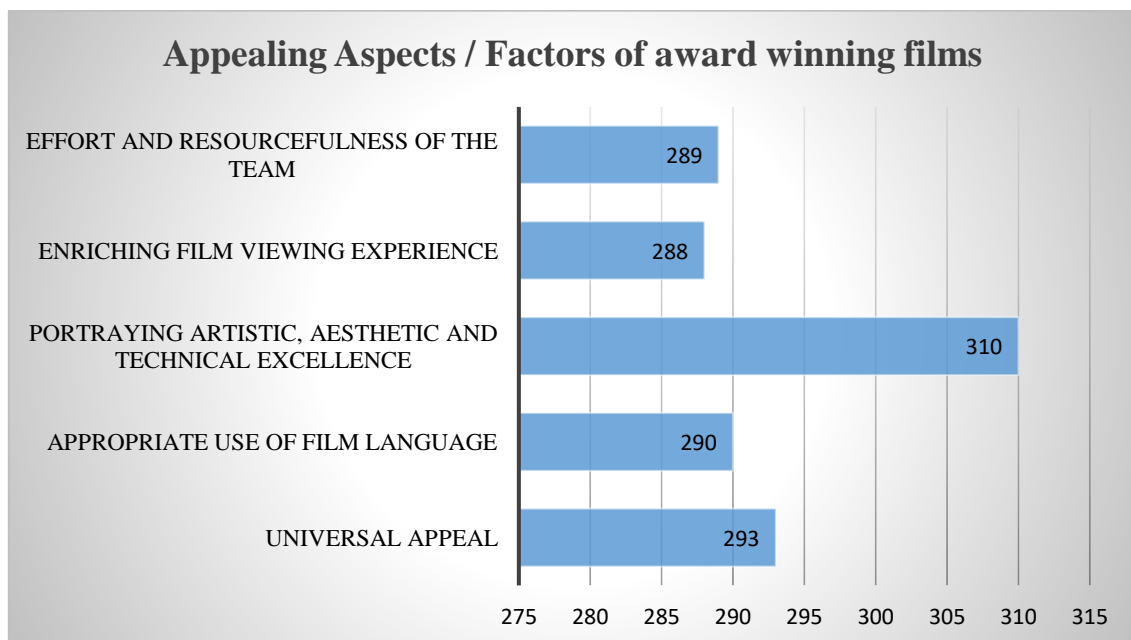 Appealing Aspects / Factors of award winning films
EFFORT AND RESOURCEFULNESS OF THE
TEAM
289
ENRICHING FILM VIEWING EXPERIENCE
288
PORTRAYING ARTISTIC, AESTHETIC AND
TECHNICAL EXCELLENCE
310
APPROPRIATE USE OF FILM LANGUAGE
290
UNIVERSAL APPEAL
293
275 280 285 290 295 300 305 310 315